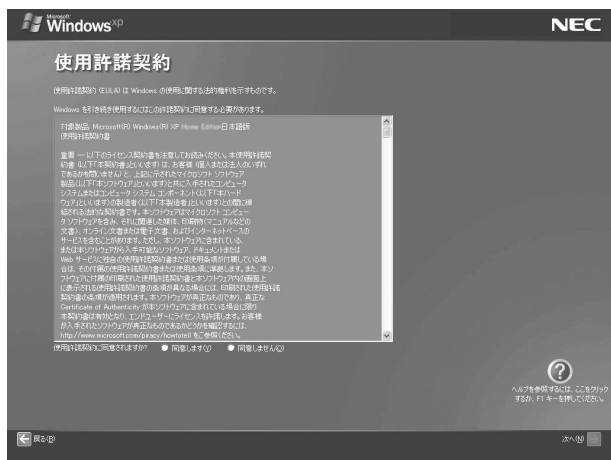 Microsoft
Windows xp
NEC
使用許諾契約
使用許諾契約 (EULA) は Windows の使用に関する法的権利を示すものです。
Windows を引き続き使用するにはこの許諾契約に同意する必要があります。
対象製品: Microsoft(R) Windows(R) XP Home Edition日本語版
使用許諾契約書
重要 ― 以下のライセンス契約書を注意してお読みください。本使用許諾契
約書 (以下「本契約書」といいます) は、お客様 (個人または法人のいずれ
であるかを問いません) と、上記に示されたマイクロソフト ソフトウェア
製品(以下「本ソフトウェア」といいます)と共に入手されたコンピュータ
システムまたはコンピュータ システム コンポーネント(以下「本ハード
ウェア」といいます)の製造者(以下「本製造者」といいます)との間に締
結される法的な契約書です。本ソフトウェアはマイクロソフト コンピュー
タ ソフトウェアを含み、それに関連した媒体、印刷物(マニュアルなどの
文書)、オンライン文書または電子文書、およびインターネットベースの
サービスを含むことがあります。ただし、本ソフトウェアに含まれている、
または本ソフトウェアから入手可能なソフトウェア、ドキュメントまたは
Web サービスに独自の使用許諾契約書または使用条項が付属している場
合は、その付属の使用許諾契約書または使用条項に準拠します。また、本ソ
フトウェアに付属の印刷された使用許諾契約書と本ソフトウェア内の画面上
に表示される使用許諾契約書の条項が異なる場合には、印刷された使用許諾
契約書の条項が適用されます。本ソフトウェアが真正なものであり、真正な
Certificate of Authenticity が本ソフトウェアに含まれている場合に限り
本契約書は有効となり、エンドユーザーにライセンスを許諾します。お客様
が入手されたソフトウェアが真正なものであるかどうかを確認するには、
http://www.microsoft.com/piracy/howtotell をご参照ください。
使用許諾契約に同意されますか? 同意します(Y) 同意しません(O)
ヘルプを参照するには、ここをクリック
するか、F1 キーを押してください。
戻る(B)
次へ(N)